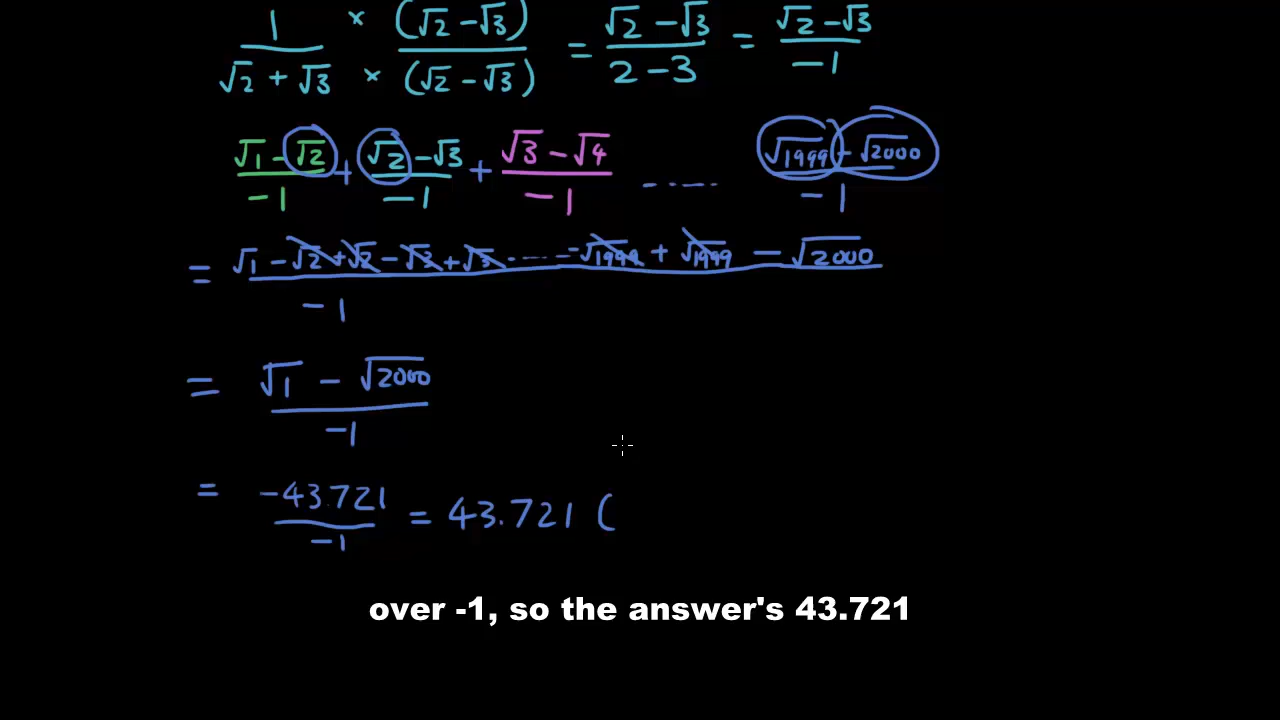 1/(√2 + √3) × (√2 − √3)/(√2 − √3) = (√2 − √3)/(2 − 3) = (√2 − √3)/−1
(√1 − √2)/−1 + (√2 − √3)/−1 + (√3 − √4)/−1 ...... (√1999 − √2000)/−1
= (√1 − √2 + √2 − √3 + √3 ..... − √1999 + √1999 − √2000)/−1
= (√1 − √2000)/−1
= −43.721/−1 = 43.721 (
over -1, so the answer's 43.721